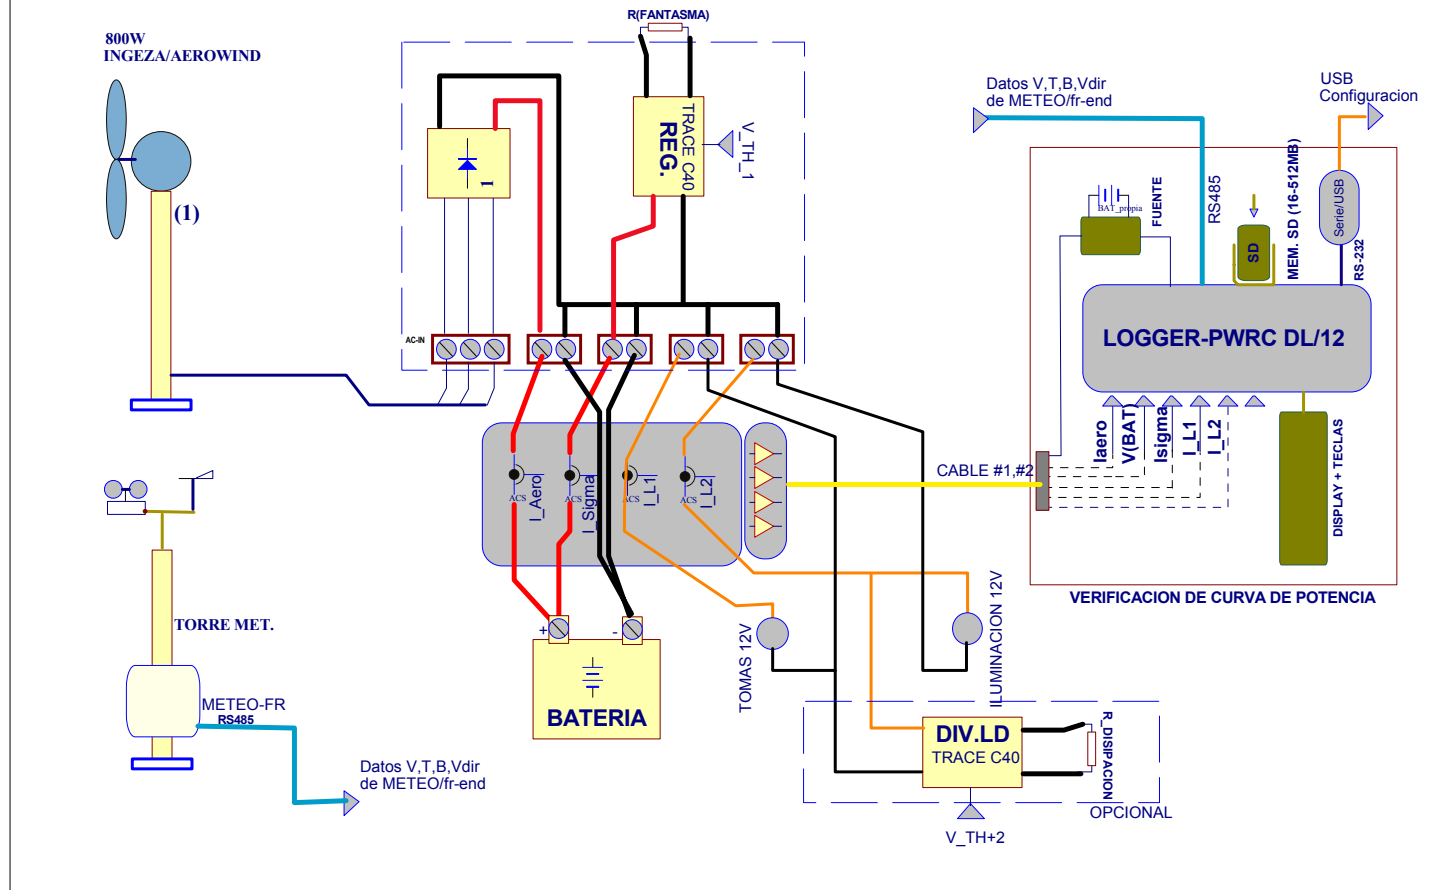 800W
INGEZA/AEROWIND
(1)
R(FANTASMA)
TRACE C40
REG.
V_TH_1
1
AC-IN
Datos V,T,B,Vdir
de METEO/fr-end
USB
Configuracion
RS485
BAT_propia
FUENTE
SD
MEM. SD (16-512MB)
Serie/USB
RS-232
LOGGER-PWRC DL/12
Iaero
V(BAT)
Isigma
I_L1
I_L2
DISPLAY + TECLAS
CABLE #1,#2
VERIFICACION DE CURVA DE POTENCIA
ACS
I_Aero
ACS
I_Sigma
ACS
I_L1
ACS
I_L2
TORRE MET.
METEO-FR
RS485
Datos V,T,B,Vdir
de METEO/fr-end
+
-
BATERIA
TOMAS 12V
ILUMINACION 12V
DIV.LD
TRACE C40
R_DISIPACION
OPCIONAL
V_TH+2